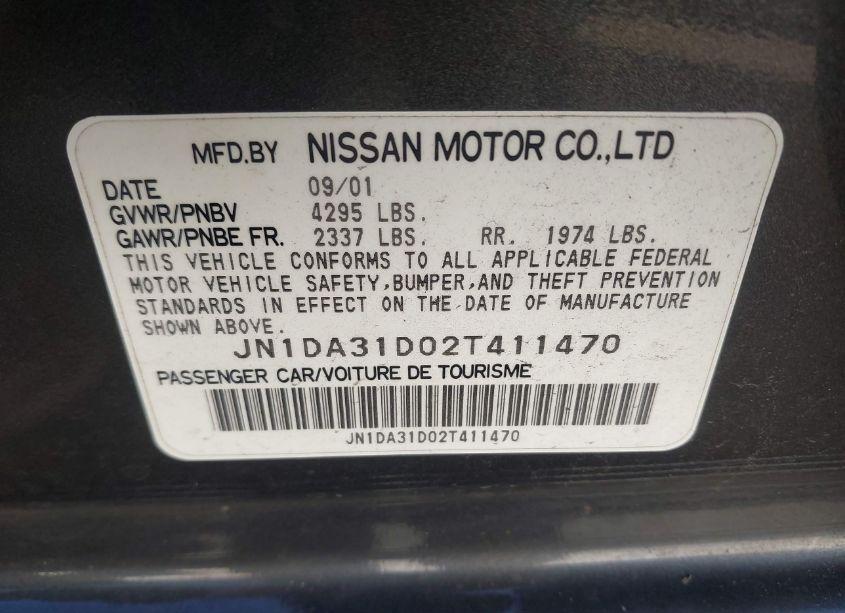 MFD.BY NISSAN MOTOR CO.,LTD
DATE 09/01
GVWR/PNBV 4295 LBS.
GAWR/PNBE FR. 2337 LBS. RR. 1974 LBS.
THIS VEHICLE CONFORMS TO ALL APPLICABLE FEDERAL
MOTOR VEHICLE SAFETY,BUMPER,AND THEFT PREVENTION
STANDARDS IN EFFECT ON THE DATE OF MANUFACTURE
SHOWN ABOVE.
JN1DA31D02T411470
PASSENGER CAR/VOITURE DE TOURISME
JN1DA31D02T411470